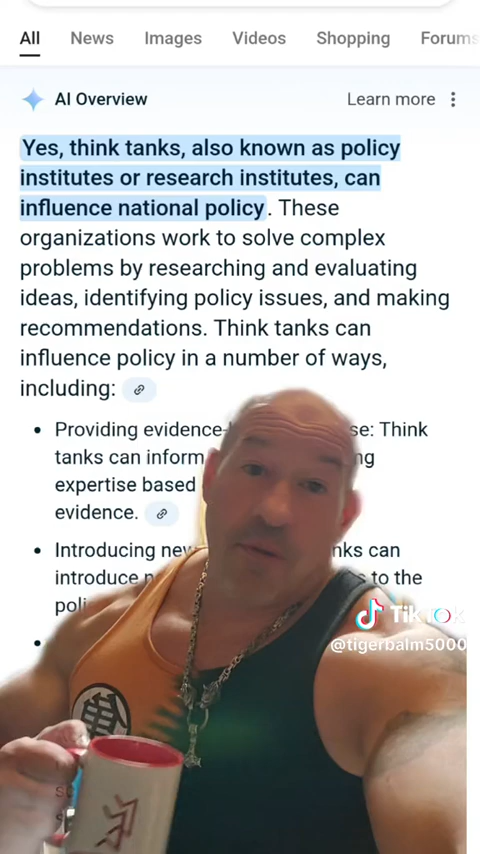 All News Images Videos Shopping Forums
AI Overview Learn more
Yes, think tanks, also known as policy
institutes or research institutes, can
influence national policy. These
organizations work to solve complex
problems by researching and evaluating
ideas, identifying policy issues, and making
recommendations. Think tanks can
influence policy in a number of ways,
including:
Providing evidence- se: Think
tanks can inform ng
expertise based
evidence.
Introducing new nks can
introduce to the
poli
TikTok
@tigerbalm5000
亀